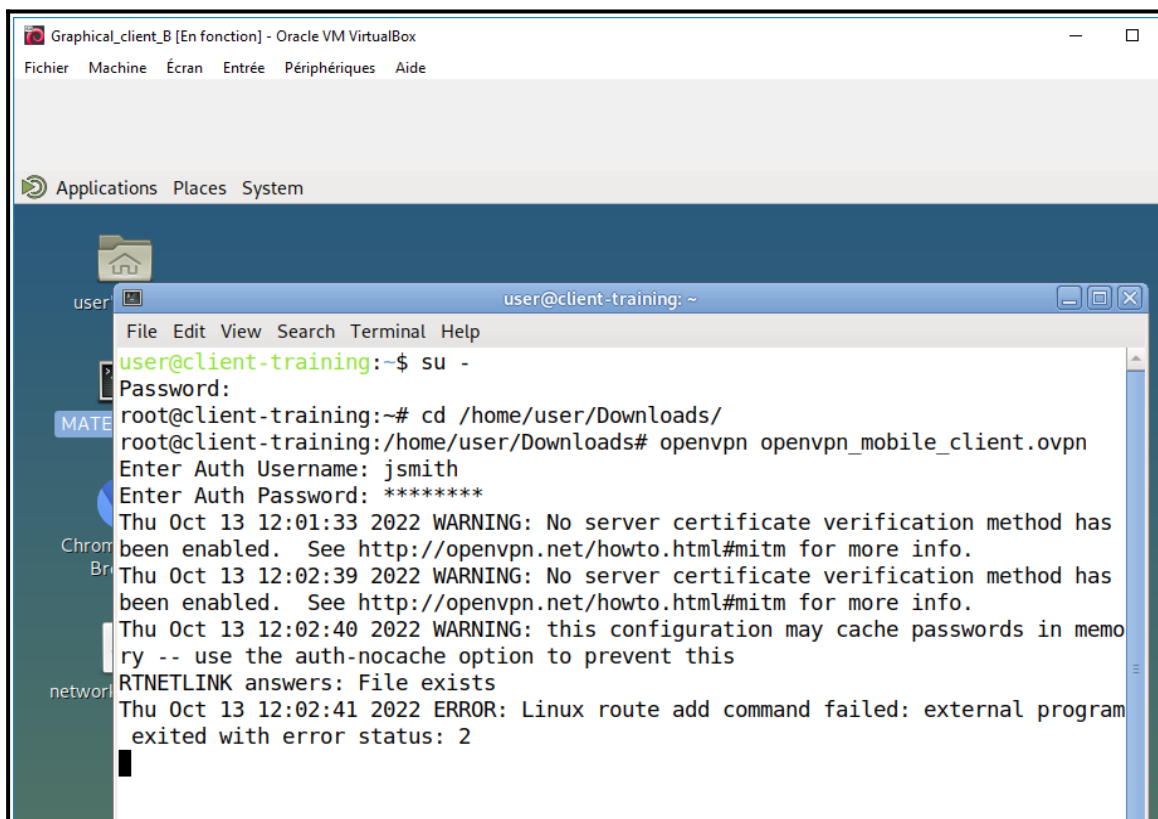 Graphical_client_B [En fonction] - Oracle VM VirtualBox
Fichier Machine Écran Entrée Périphériques Aide
Applications Places System
user'
user@client-training: ~
File Edit View Search Terminal Help
user@client-training:~$ su -
Password:
root@client-training:~# cd /home/user/Downloads/
MATE
root@client-training:/home/user/Downloads# openvpn openvpn_mobile_client.ovpn
Enter Auth Username: jsmith
Enter Auth Password: ********
Thu Oct 13 12:01:33 2022 WARNING: No server certificate verification method has
Chrom
been enabled.  See http://openvpn.net/howto.html#mitm for more info.
Br
Thu Oct 13 12:02:39 2022 WARNING: No server certificate verification method has
been enabled.  See http://openvpn.net/howto.html#mitm for more info.
Thu Oct 13 12:02:40 2022 WARNING: this configuration may cache passwords in memo
ry -- use the auth-nocache option to prevent this
network
RTNETLINK answers: File exists
Thu Oct 13 12:02:41 2022 ERROR: Linux route add command failed: external program
exited with error status: 2